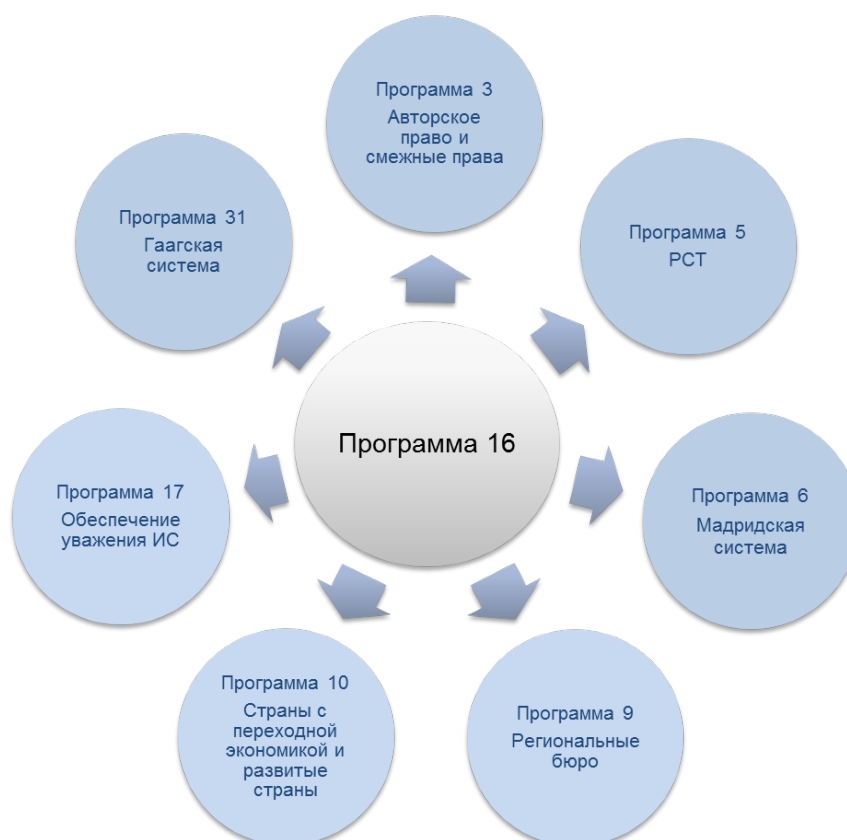 Программа 3
Авторское
право и
смежные права
Программа 31
Гаагская
система
Программа 5
РСТ
Программа 16
Программа 17
Обеспечение
уважения ИС
Программа 6
Мадридская
система
Программа 10
Страны с
переходной
экономикой и
развитые
страны
Программа 9
Региональные
бюро